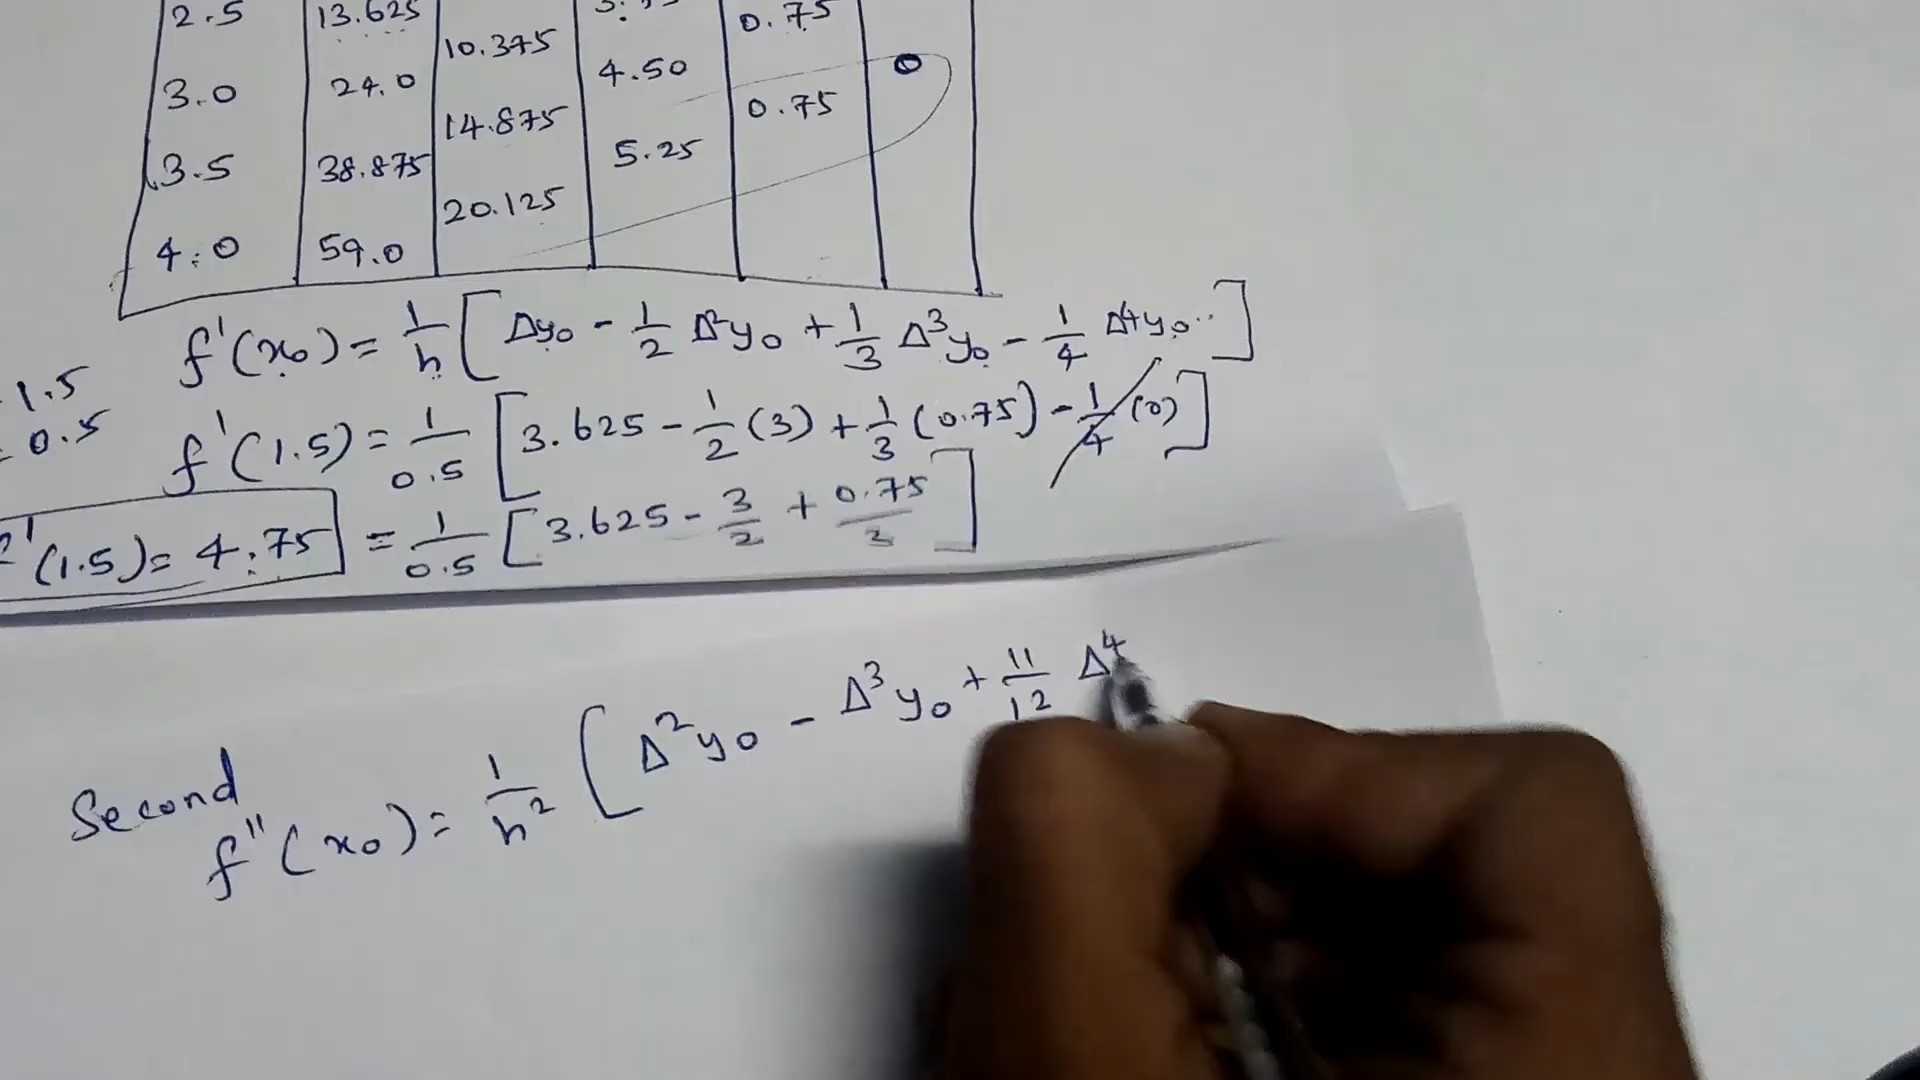 2.5 13.625 0.75
10.375
3.0 24.0 4.50 0
14.875 0.75
3.5 38.875 5.25
20.125
4.0 59.0
f'(x₀) = 1/h [Δy₀ - 1/2 Δ²y₀ + 1/3 Δ³y₀ - 1/4 Δ⁴y₀..]
1.5
0.5
f'(1.5) = 1/0.5 [3.625 - 1/2 (3) + 1/3 (0.75) - 1/4 (0)]
'(1.5) = 4.75 = 1/0.5 [3.625 - 3/2 + 0.75/3]
Second
f''(x₀) = 1/h² [Δ²y₀ - Δ³y₀ + 11/12 Δ⁴